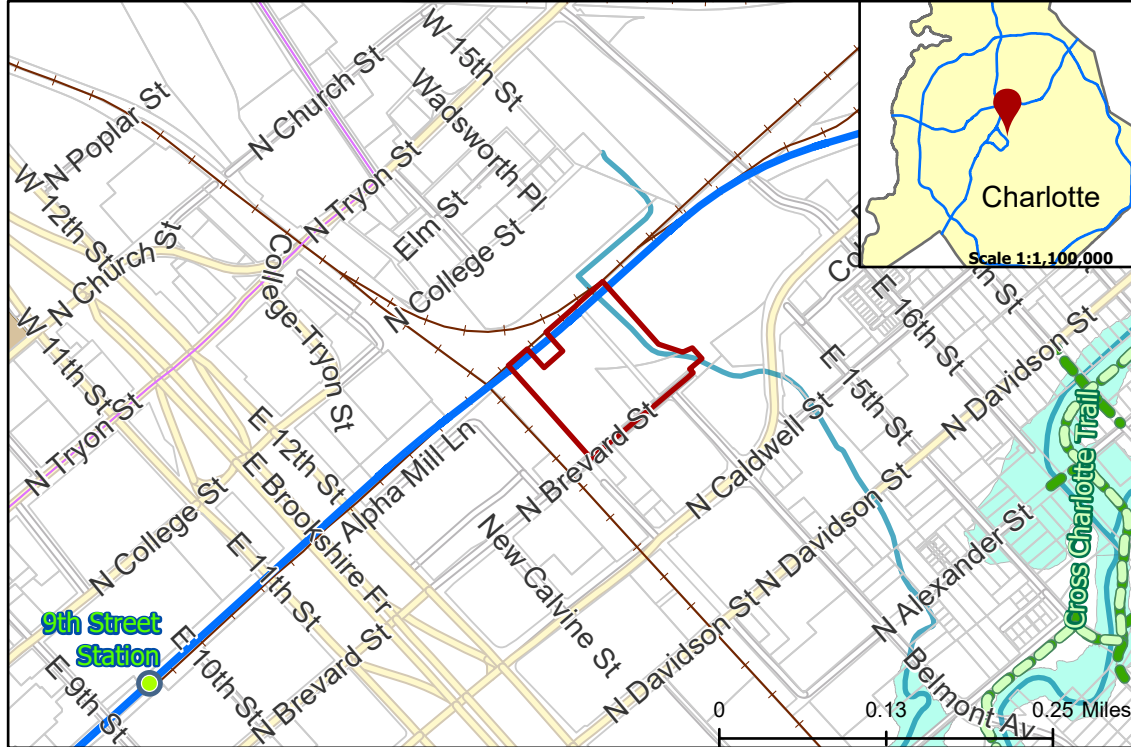 W 15th St
N Church St
Wadsworth Pl
N Poplar St
W 12th St
N Tryon St
Elm St
N Church St
College-Tryon St
N College St
Charlotte
Scale 1:1,100,000
W 11th St
E 16th St
E 15th St
N Davidson St
N Tryon St
E 12th St
Alpha Mill Ln
N Brevard St
N Caldwell St
Cross Charlotte Trail
E Brookshire Fr
N College St
E 11th St
New Calvine St
N Davidson St
N Alexander St
9th Street
Station
E 10th St
N Brevard St
N Davidson St
Belmont Av
E 9th St
0
0.13
0.25 Miles